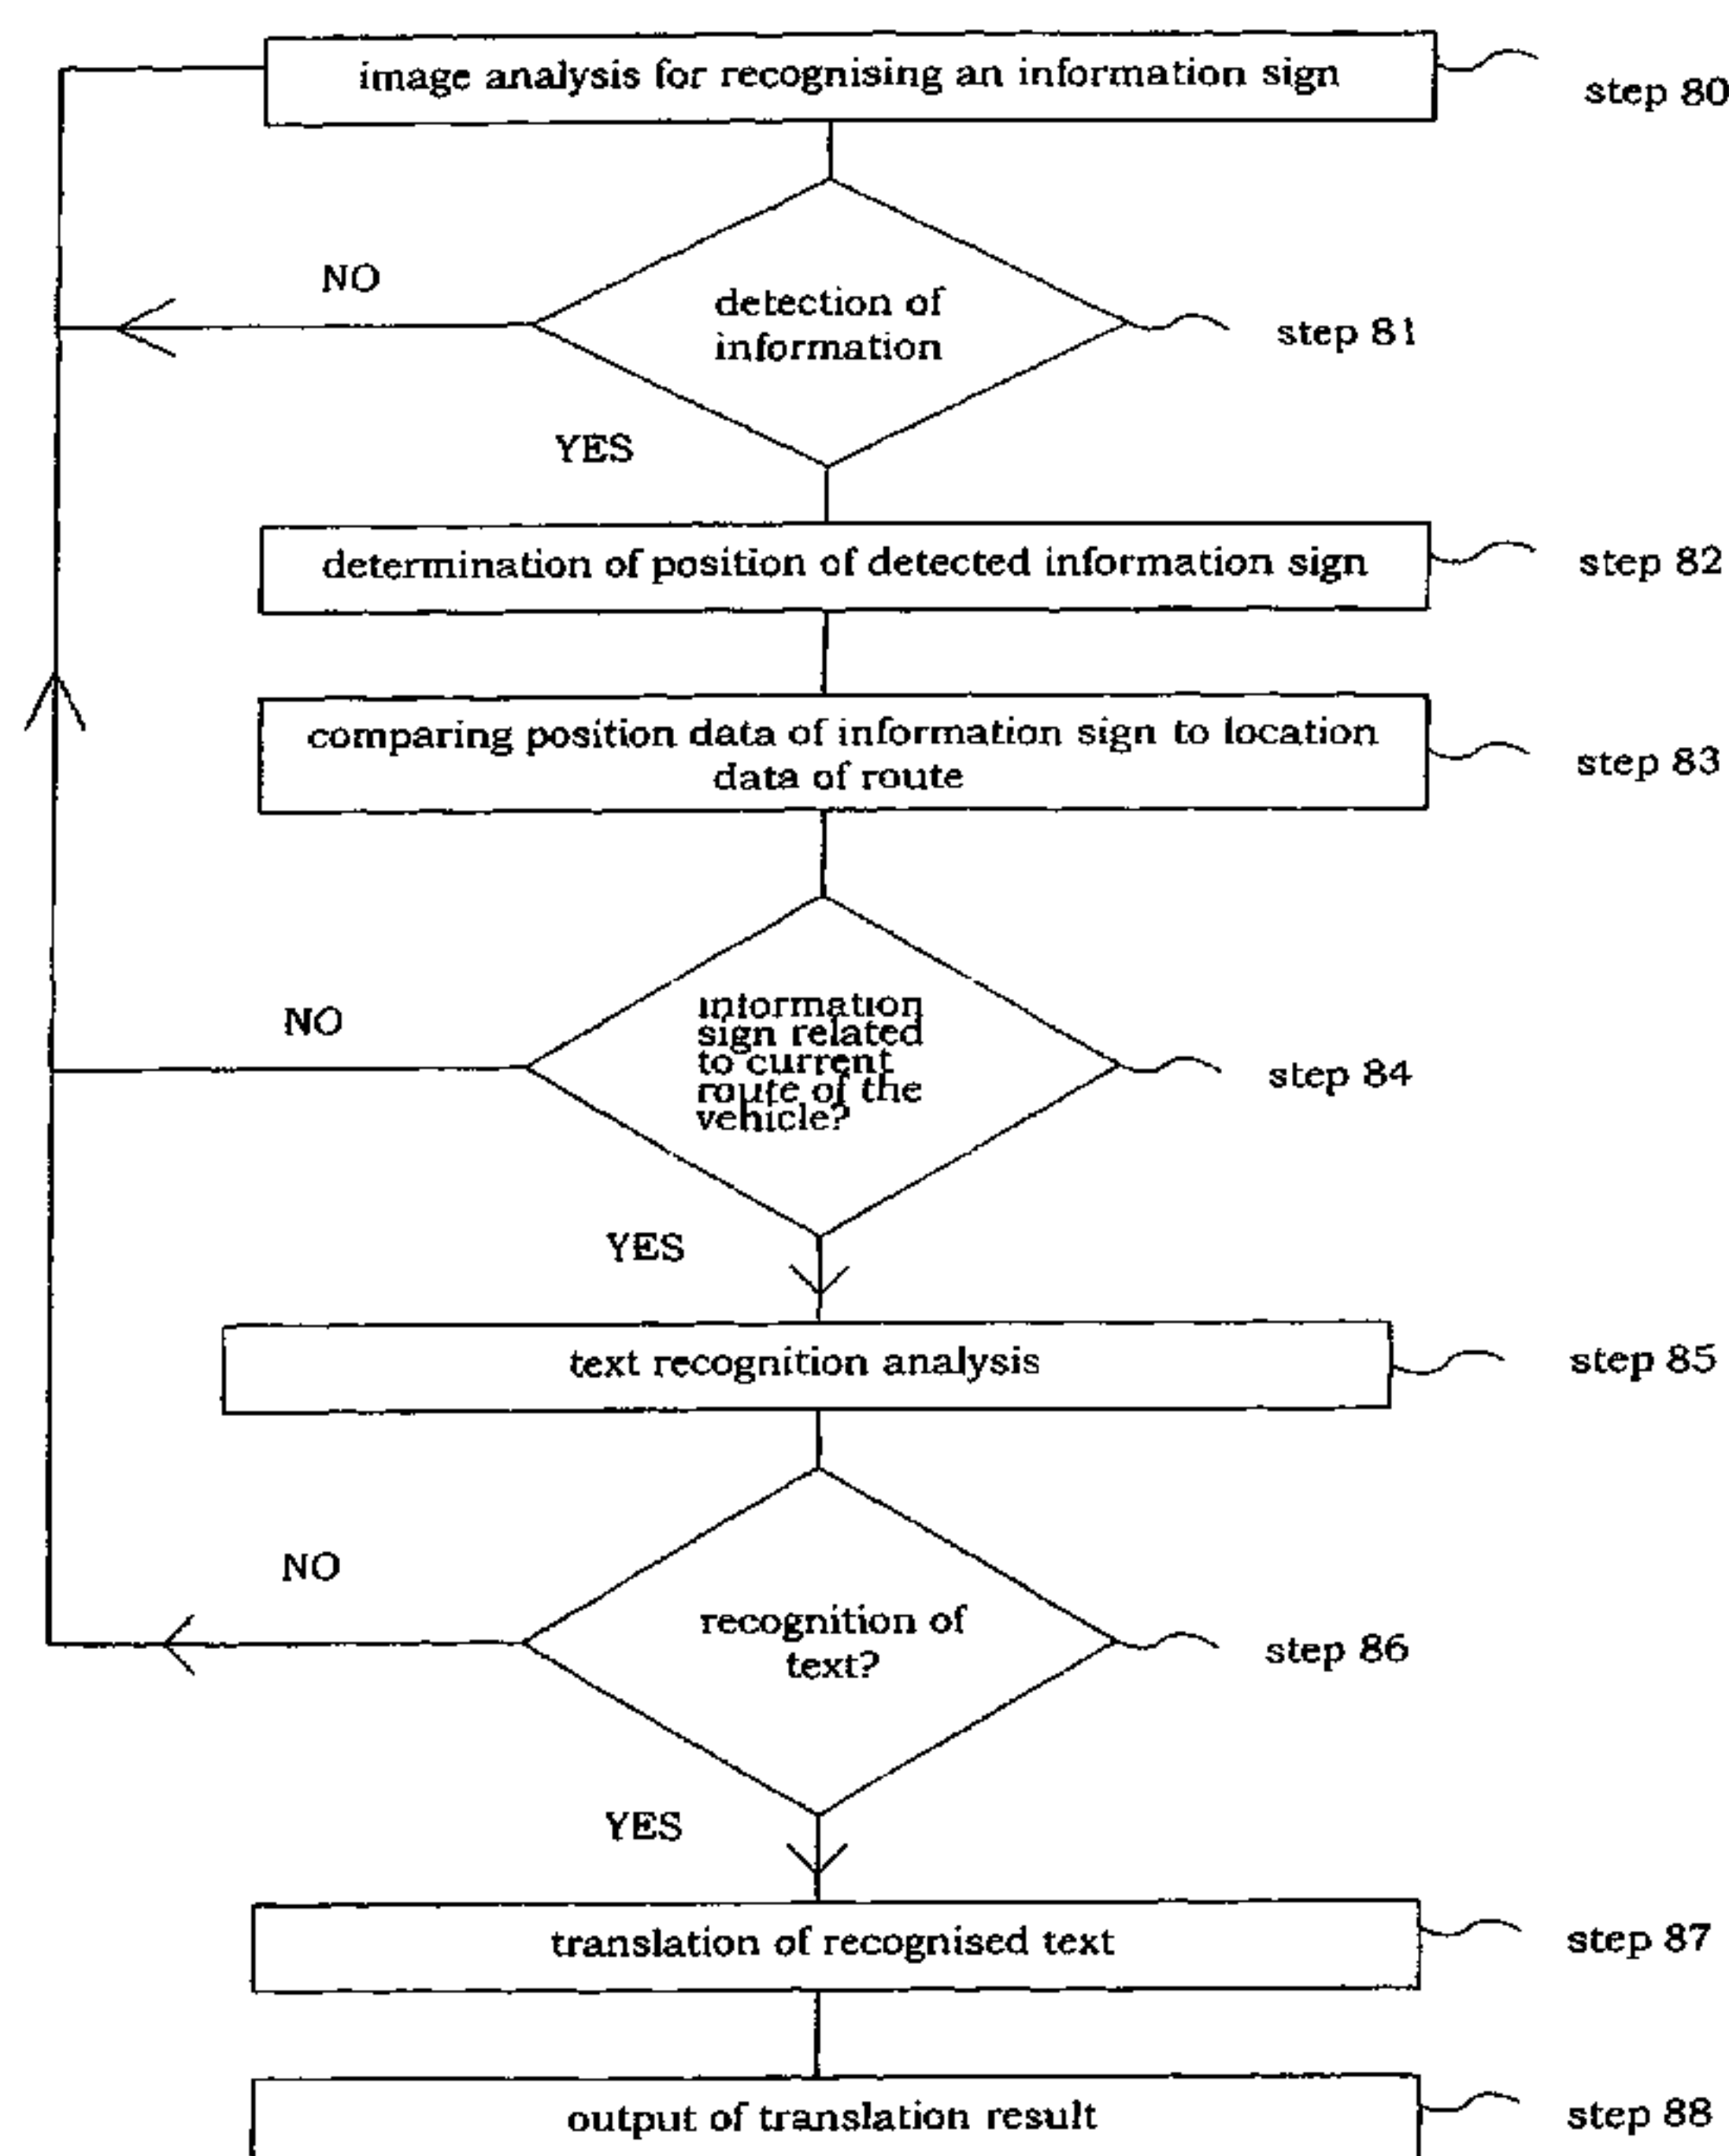 image analysis for recognising an information sign
step 80
NO
detection of
information
step 81
YES
determination of position of detected information sign
step 82
comparing position data of information sign to location
data of route
step 83
NO
information
sign related
to current
route of the
vehicle?
step 84
YES
text recognition analysis
step 85
NO
recognition of
text?
step 86
YES
translation of recognised text
step 87
output of translation result
step 88